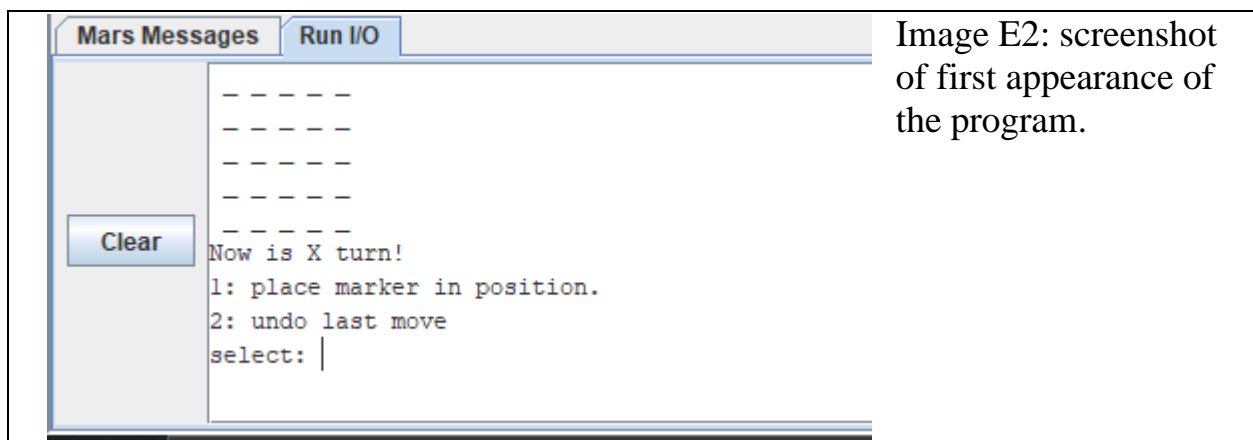 Mars Messages Run I/O
_ _ _ _ _
_ _ _ _ _
_ _ _ _ _
_ _ _ _ _
_ _ _ _ _
Clear
Now is X turn!
1: place marker in position.
2: undo last move
select:
Image E2: screenshot
of first appearance of
the program.